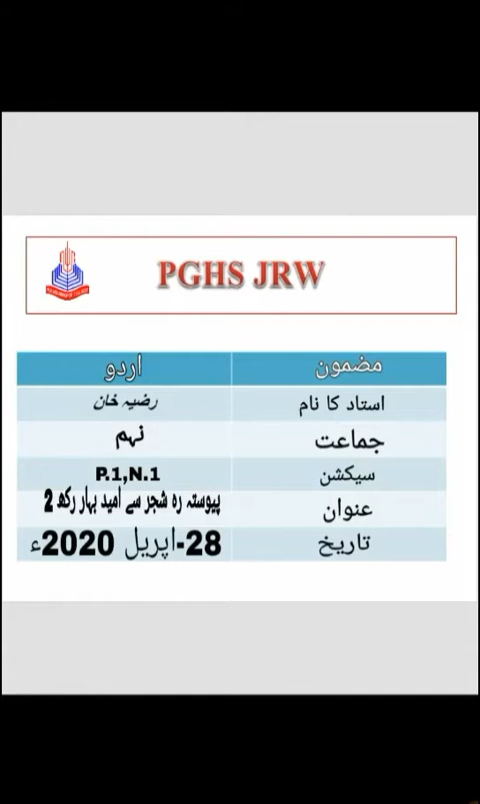 PGHS JRW
مضمون اردو
استاد کا نام رضیہ خان
جماعت نہم
سیکشن P.1,N.1
عنوان پیوستہ رہ شجر سے امید بہار رکھ 2
تاریخ 28-اپریل 2020ء